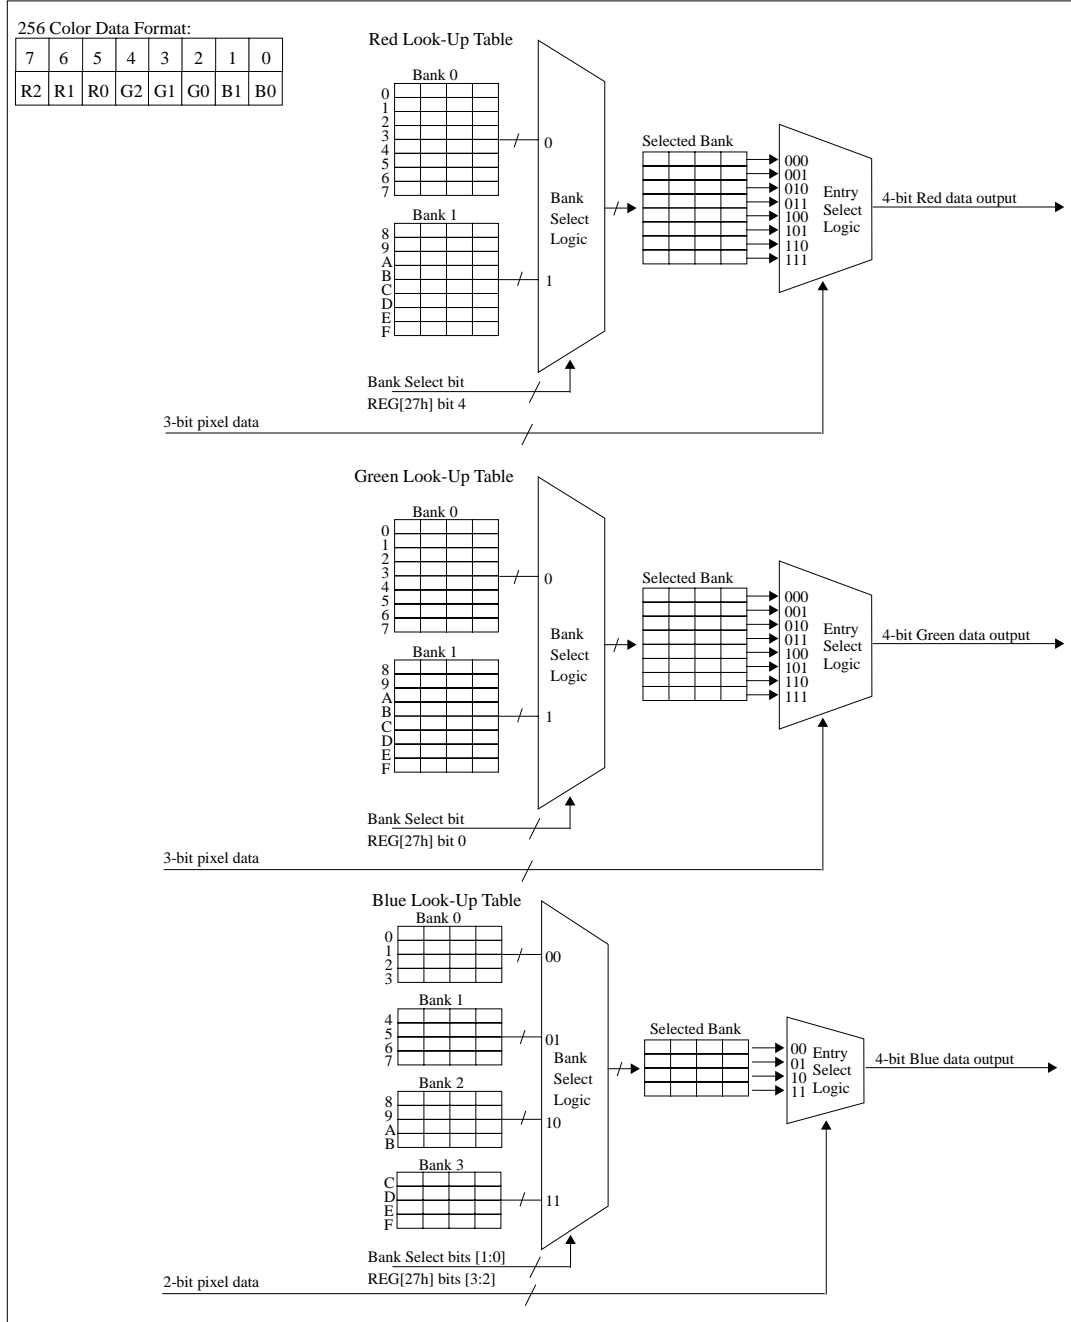 256 Color Data Format:
7 6 5 4 3 2 1 0
R2 R1 R0 G2 G1 G0 B1 B0
Red Look-Up Table
Bank 0
0
1
2
3
4
5
6
7
0
Bank 1
8
9
A
B
C
D
E
F
1
Bank
Select
Logic
Selected Bank
000
001
010
011
100
101
110
111
Entry
Select
Logic
4-bit Red data output
Bank Select bit
REG[27h] bit 4
3-bit pixel data
Green Look-Up Table
Bank 0
0
1
2
3
4
5
6
7
0
Bank 1
8
9
A
B
C
D
E
F
1
Bank
Select
Logic
Selected Bank
000
001
010
011
100
101
110
111
Entry
Select
Logic
4-bit Green data output
Bank Select bit
REG[27h] bit 0
3-bit pixel data
Blue Look-Up Table
Bank 0
0
1
2
3
00
Bank 1
4
5
6
7
01
Bank 2
8
9
A
B
10
Bank 3
C
D
E
F
11
Bank
Select
Logic
Selected Bank
00
01
10
11
Entry
Select
Logic
4-bit Blue data output
Bank Select bits [1:0]
REG[27h] bits [3:2]
2-bit pixel data